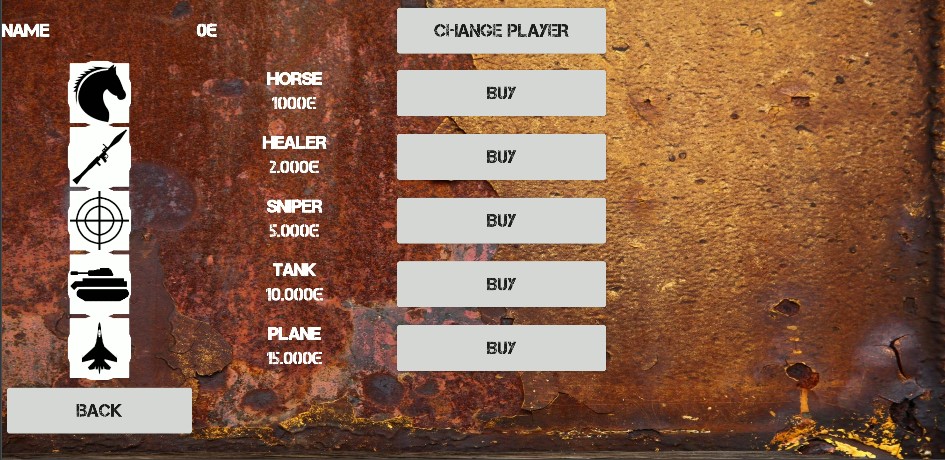 NAME 0€ CHANGE PLAYER
HORSE
1000€
BUY
HEALER
2.000€
BUY
SNIPER
5.000€
BUY
TANK
10.000€
BUY
PLANE
15.000€
BUY
BACK